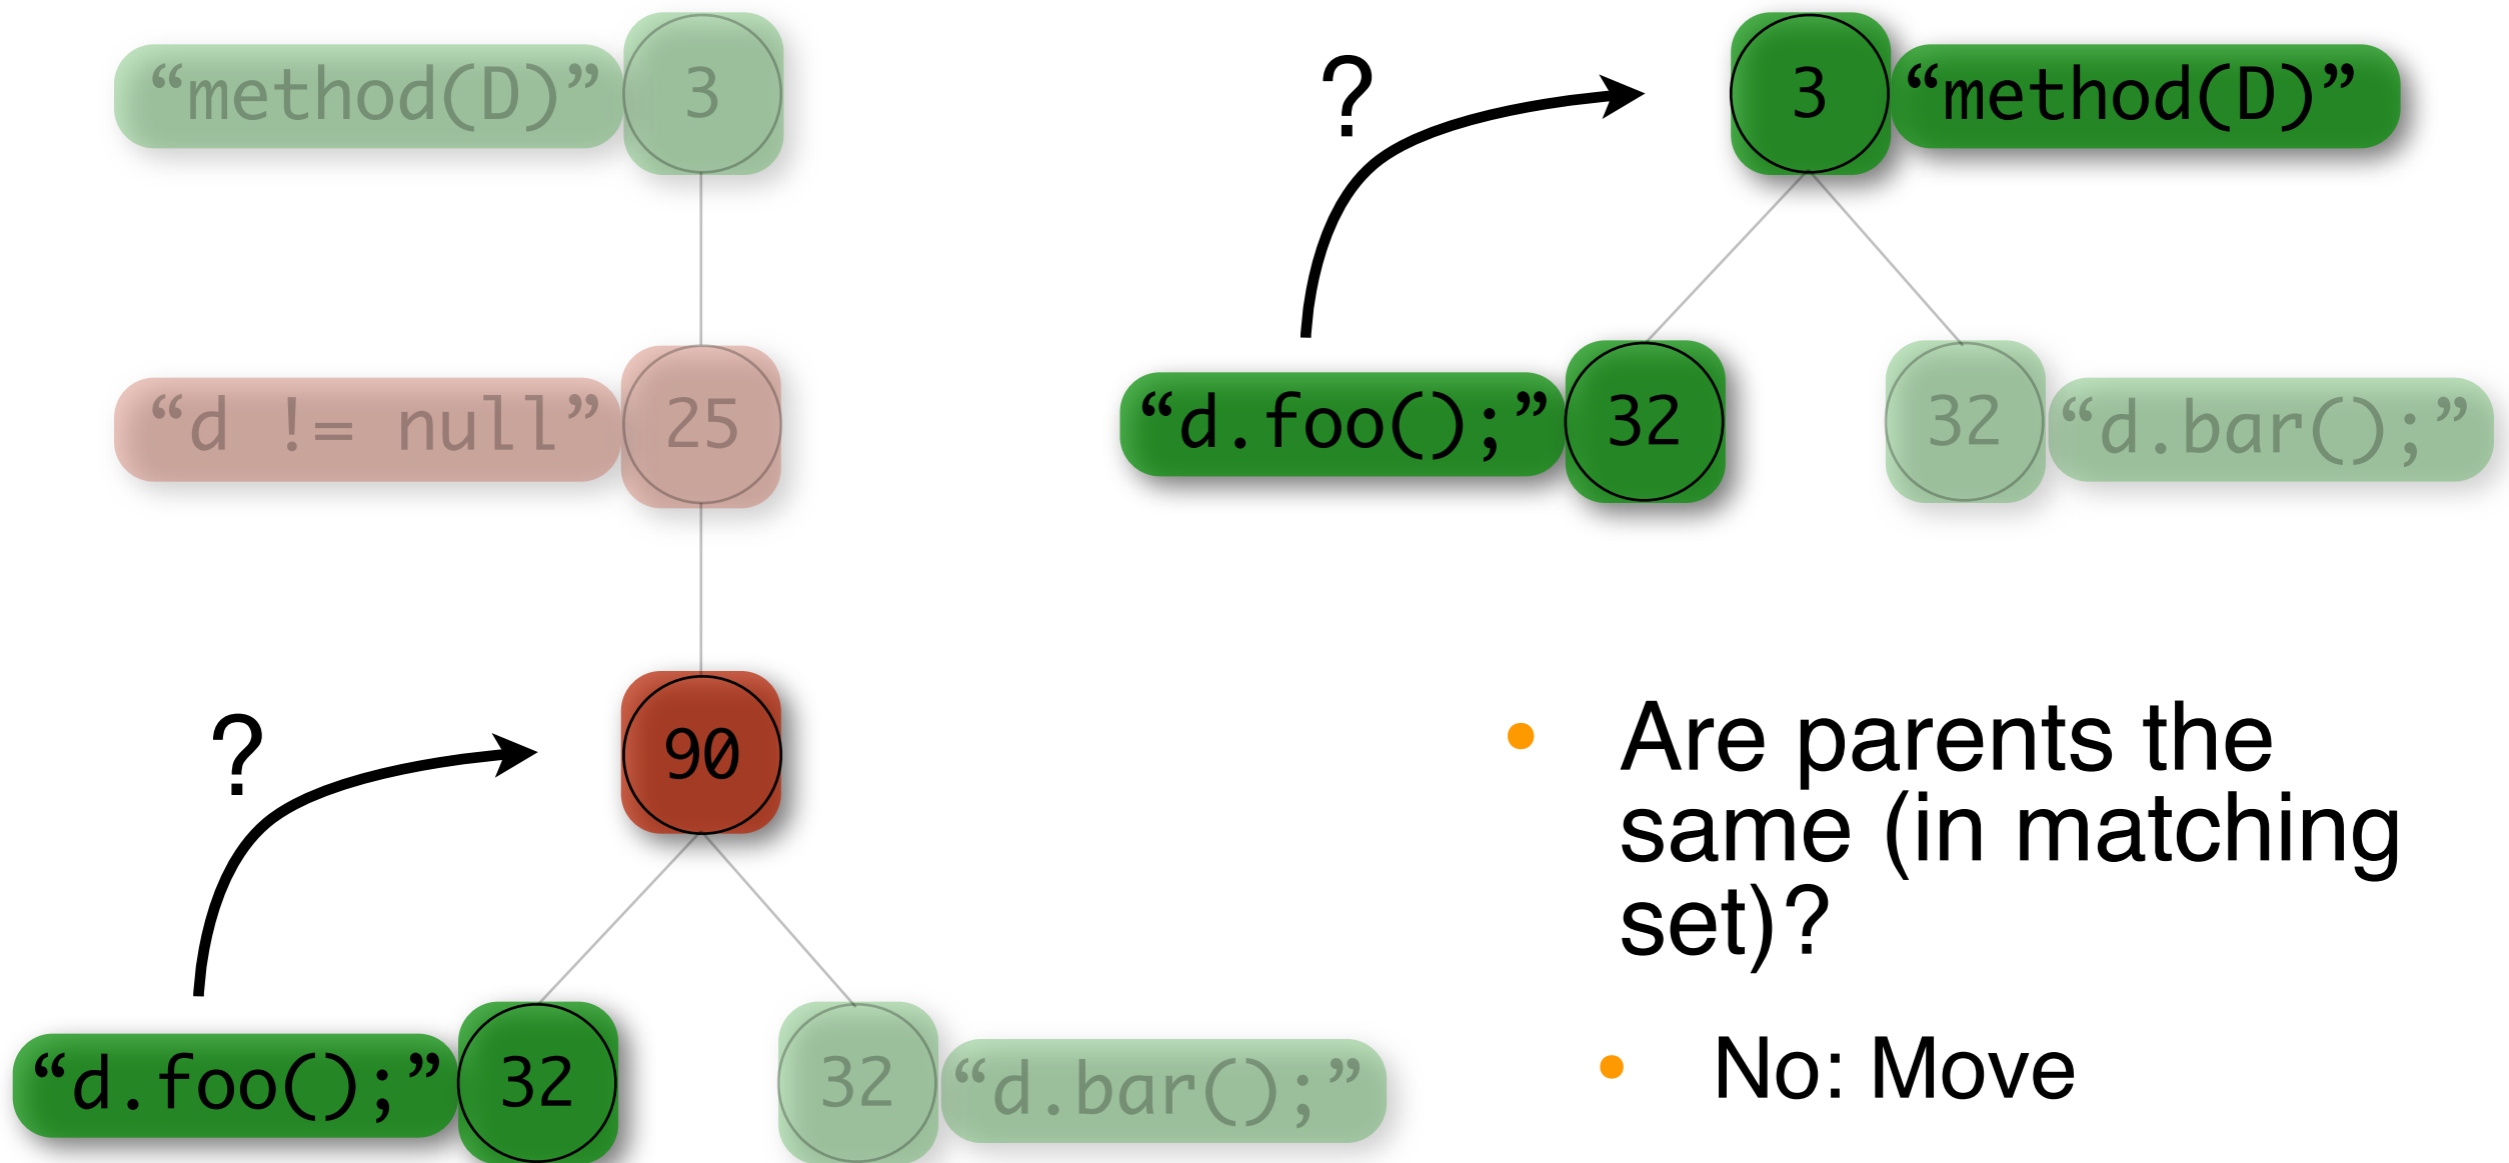 “method(D)” 3
“d != null” 25
?
90
“d.foo();” 32
32 “d.bar();”
?
3 “method(D)”
“d.foo();” 32
32 “d.bar();”
• Are parents the
same (in matching
set)?
• No: Move